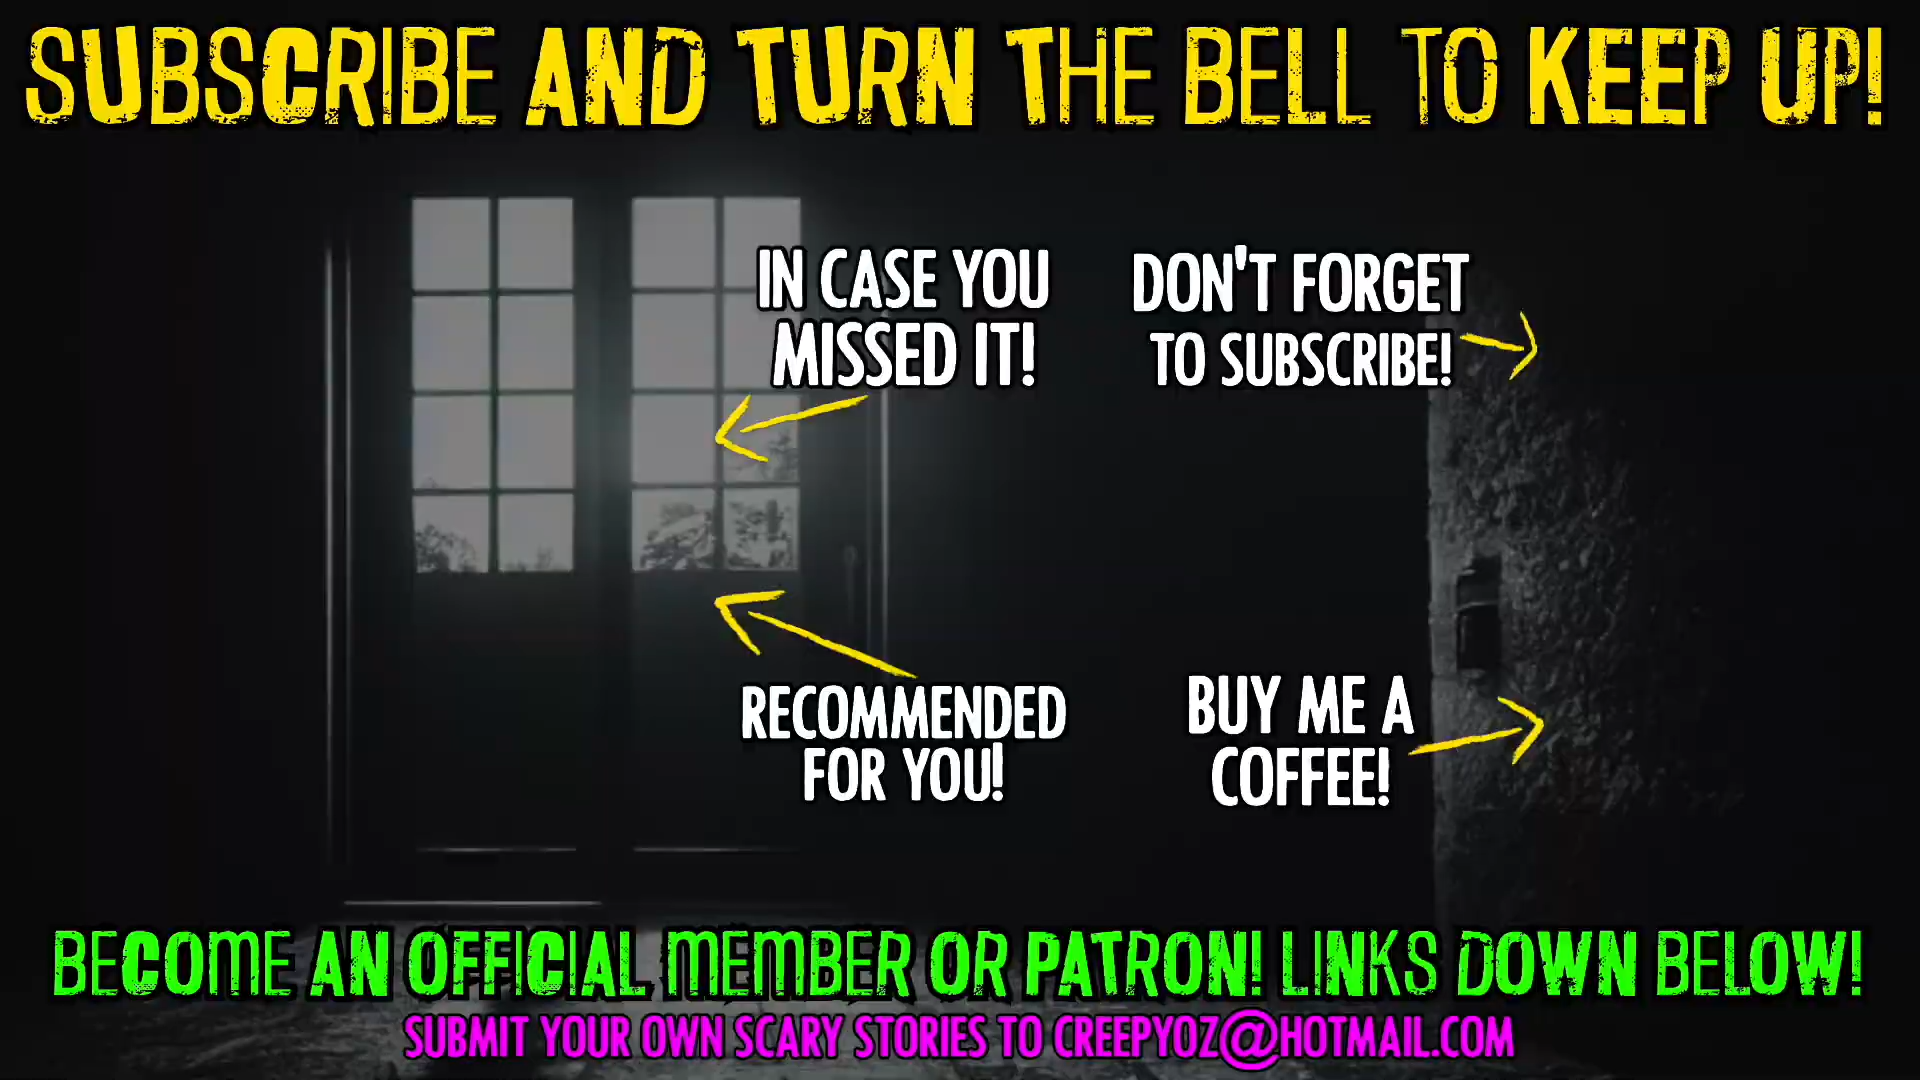 SUBSCRIBE AND TURN THE BELL TO KEEP UP!
IN CASE YOU
MISSED IT!
DON'T FORGET
TO SUBSCRIBE!
RECOMMENDED
FOR YOU!
BUY ME A
COFFEE!
BECOME AN OFFICIAL MEMBER OR PATRON! LINKS DOWN BELOW!
SUBMIT YOUR OWN SCARY STORIES TO CREEPYOZ@HOTMAIL.COM